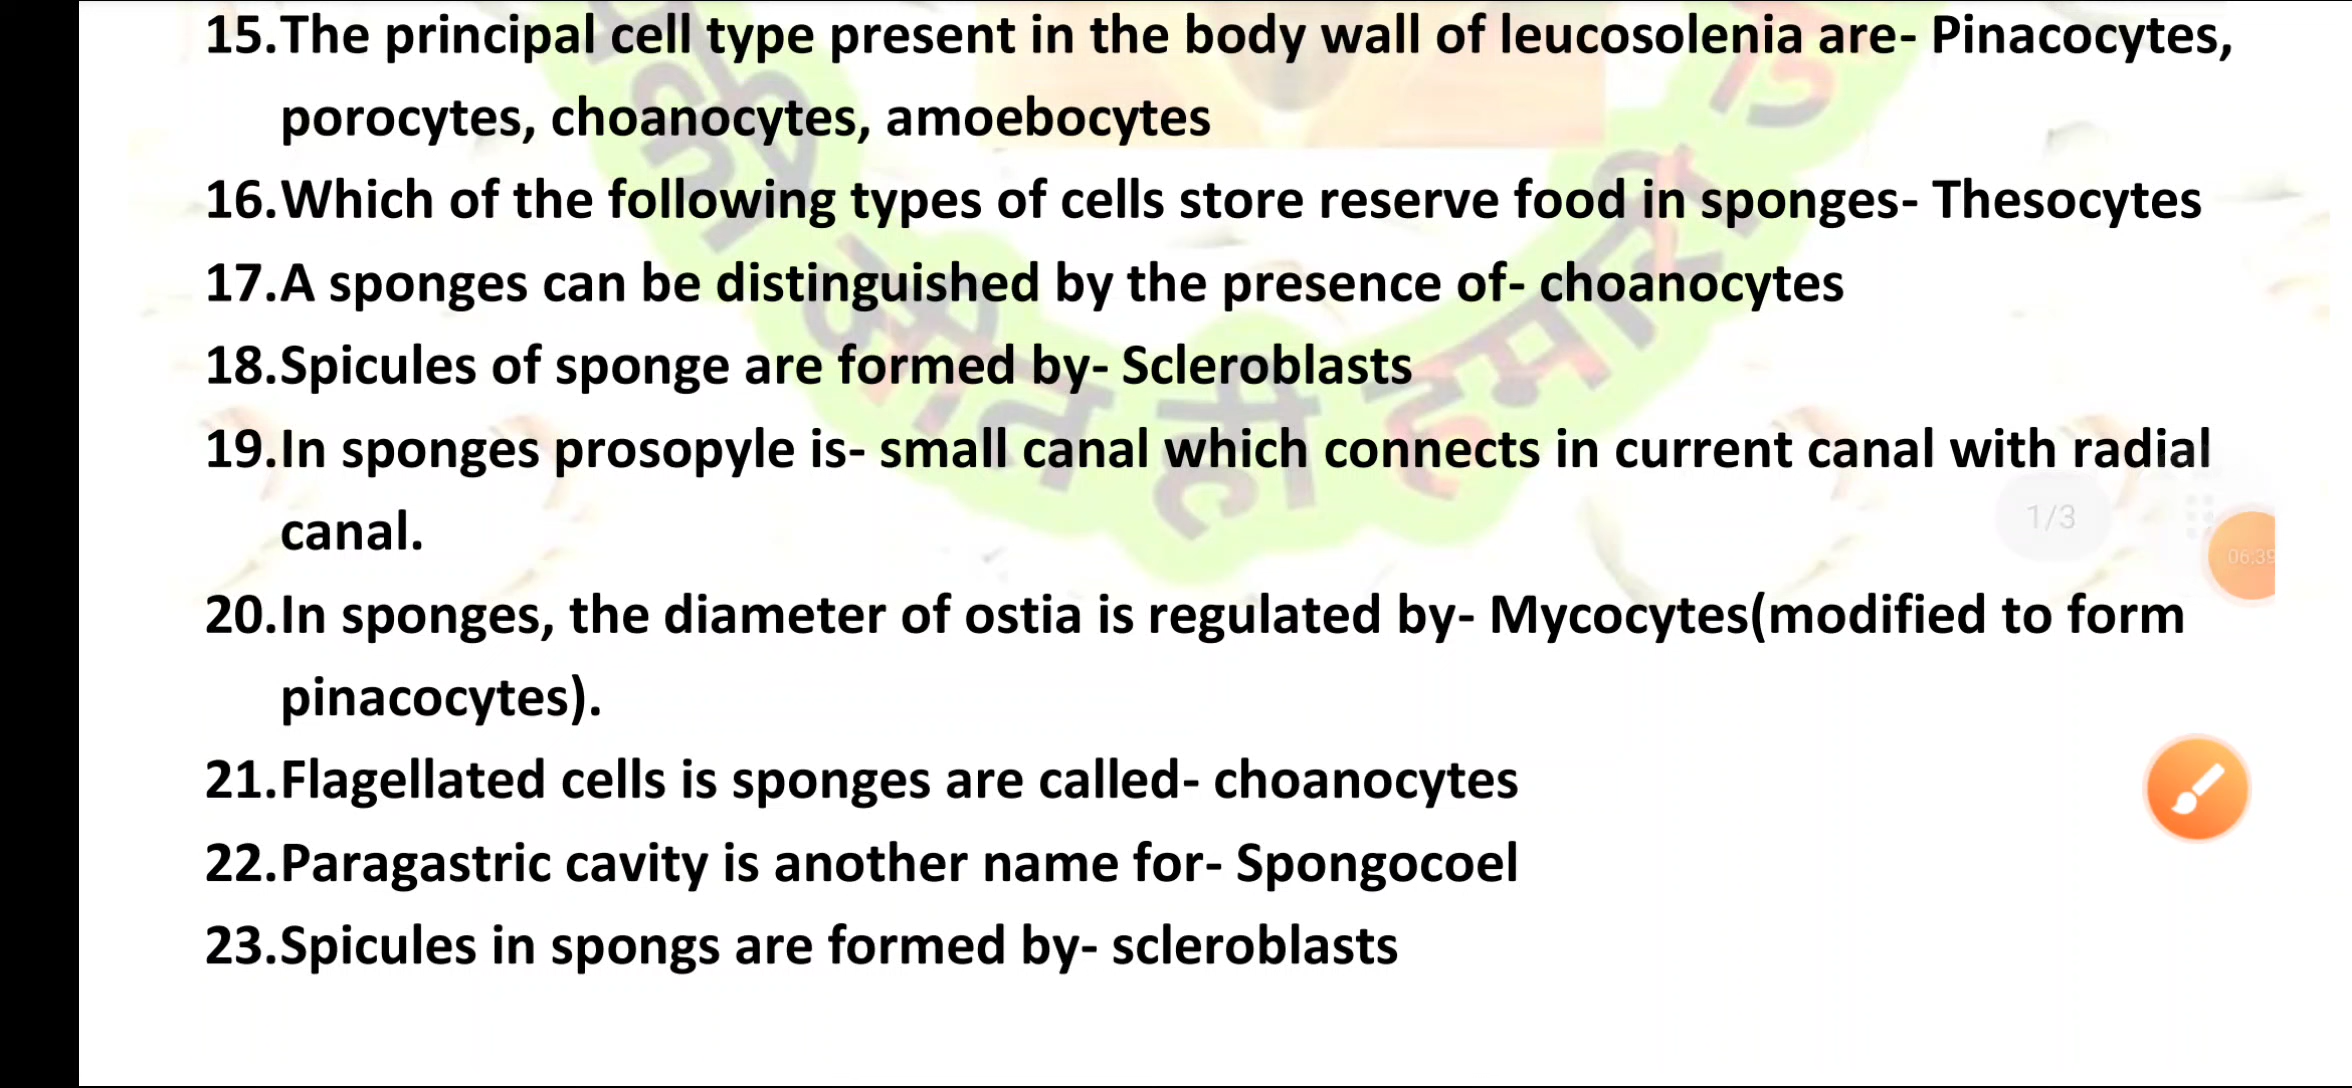 15.The principal cell type present in the body wall of leucosolenia are- Pinacocytes,
porocytes, choanocytes, amoebocytes
16.Which of the following types of cells store reserve food in sponges- Thesocytes
17.A sponges can be distinguished by the presence of- choanocytes
18.Spicules of sponge are formed by- Scleroblasts
19.In sponges prosopyle is- small canal which connects in current canal with radial
canal.
1/3
06:39
20.In sponges, the diameter of ostia is regulated by- Mycocytes(modified to form
pinacocytes).
21.Flagellated cells is sponges are called- choanocytes
22.Paragastric cavity is another name for- Spongocoel
23.Spicules in spongs are formed by- scleroblasts
की जीत ही हमारी